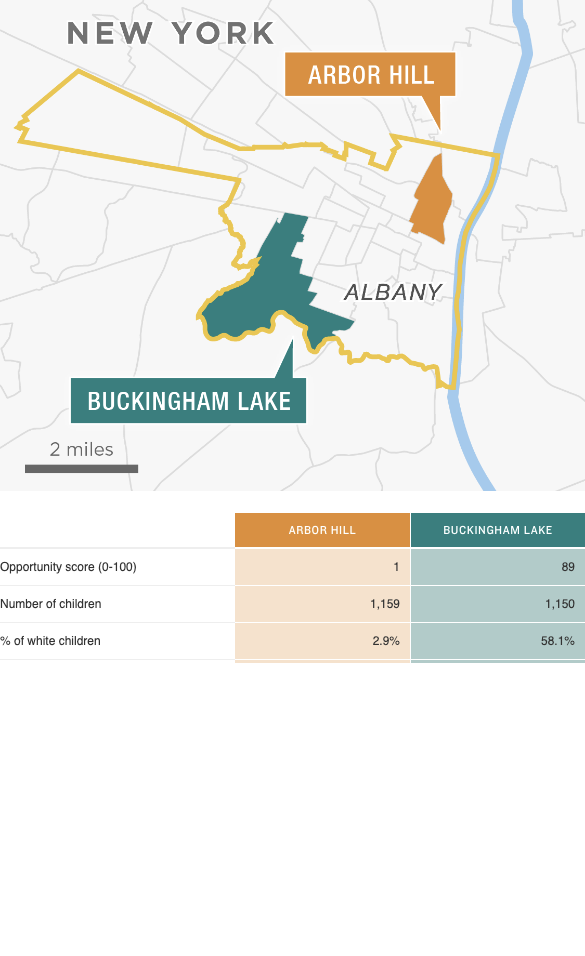 NEW YORK
ARBOR HILL
ALBANY
BUCKINGHAM LAKE
2 miles
ARBOR HILL BUCKINGHAM LAKE
Opportunity score (0-100) 1 89
Number of children 1,159 1,150
% of white children 2.9% 58.1%